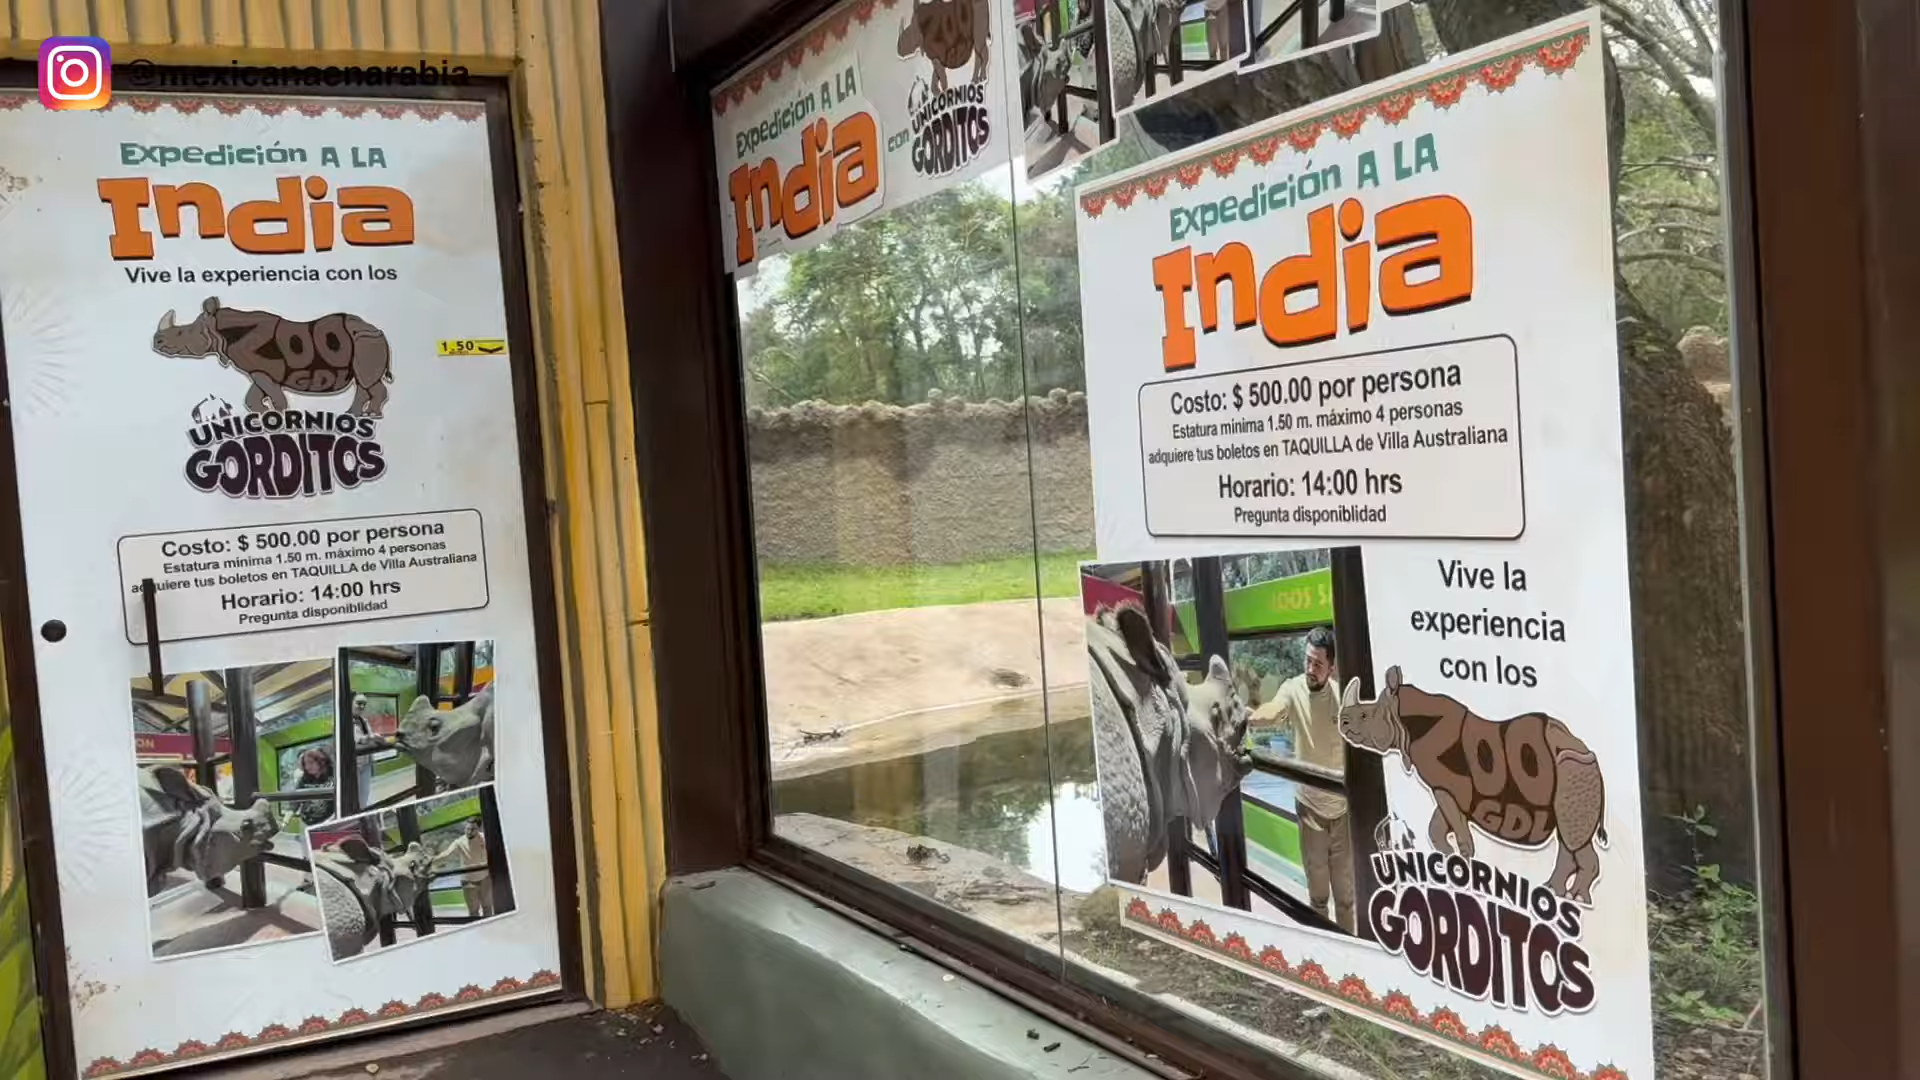 @mexicanaenarabia
Expedición A LA
India
Vive la experiencia con los
ZOO
GDL
UNICORNIOS
GORDITOS
1.50
Costo: $ 500.00 por persona
Estatura minima 1.50 m. máximo 4 personas
adquiere tus boletos en TAQUILLA de Villa Australiana
Horario: 14:00 hrs
Pregunta disponiblidad
Expedición A LA
India
con
ZOO
UNICORNIOS
GORDITOS
Expedición A LA
India
Costo: $ 500.00 por persona
Estatura minima 1.50 m. máximo 4 personas
adquiere tus boletos en TAQUILLA de Villa Australiana
Horario: 14:00 hrs
Pregunta disponiblidad
Vive la
experiencia
con los
ZOO
GDL
UNICORNIOS
GORDITOS